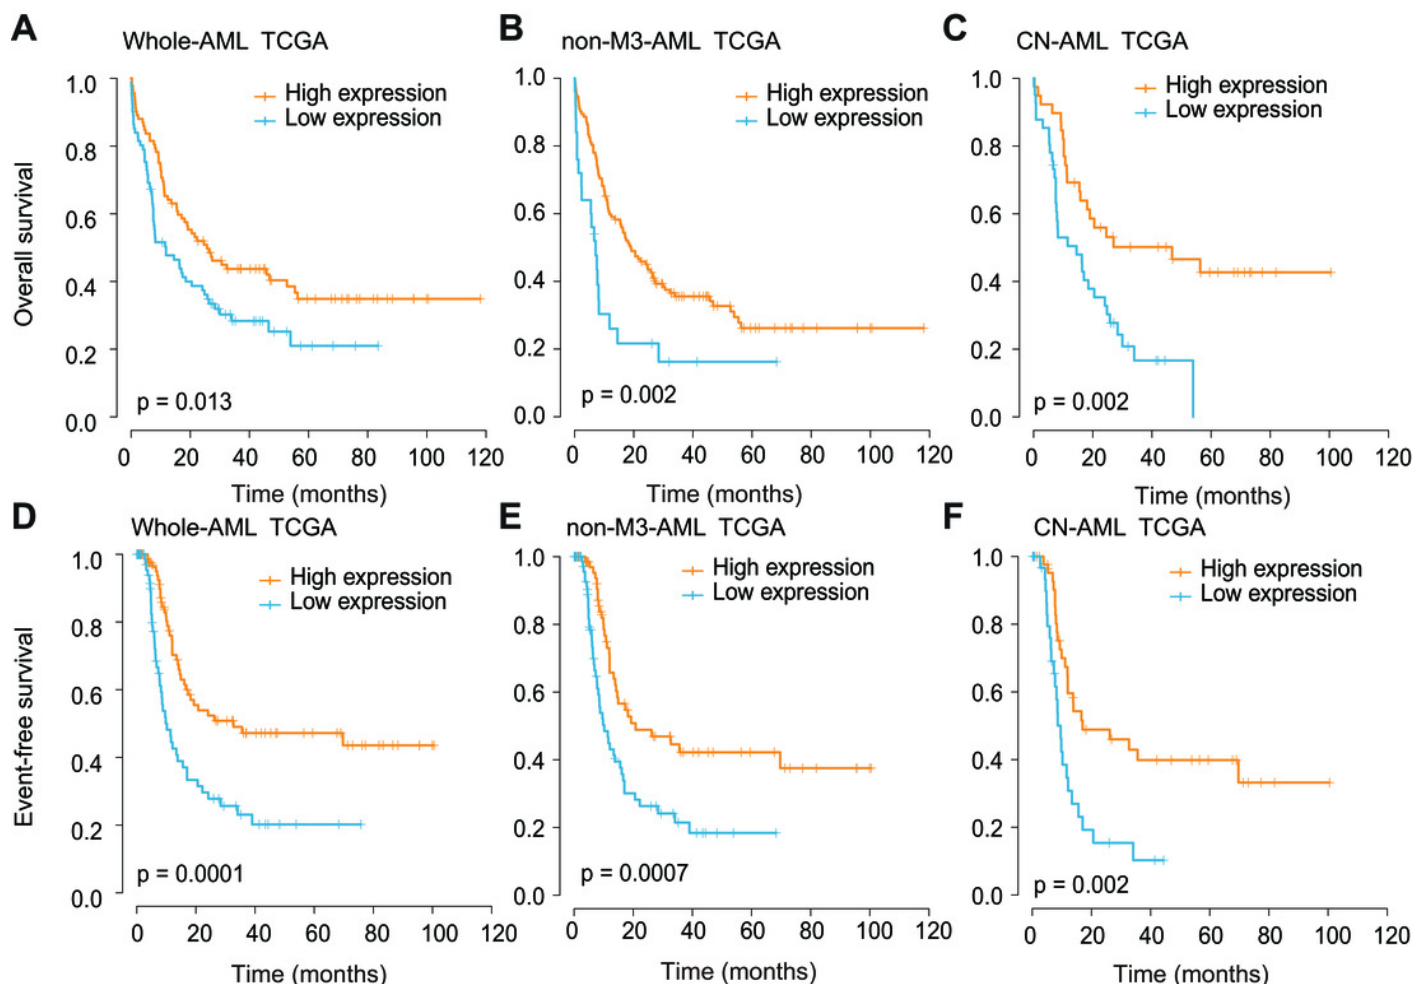 A
Whole-AML TCGA
High expression
Low expression
Overall survival
1.0
0.8
0.6
0.4
0.2
0.0
p = 0.013
0 20 40 60 80 100 120
Time (months)
B
non-M3-AML TCGA
High expression
Low expression
1.0
0.8
0.6
0.4
0.2
0.0
p = 0.002
0 20 40 60 80 100 120
Time (months)
C
CN-AML TCGA
High expression
Low expression
1.0
0.8
0.6
0.4
0.2
0.0
p = 0.002
0 20 40 60 80 100 120
Time (months)
D
Whole-AML TCGA
High expression
Low expression
Event-free survival
1.0
0.8
0.6
0.4
0.2
0.0
p = 0.0001
0 20 40 60 80 100 120
Time (months)
E
non-M3-AML TCGA
High expression
Low expression
1.0
0.8
0.6
0.4
0.2
0.0
p = 0.0007
0 20 40 60 80 100 120
Time (months)
F
CN-AML TCGA
High expression
Low expression
1.0
0.8
0.6
0.4
0.2
0.0
p = 0.002
0 20 40 60 80 100 120
Time (months)